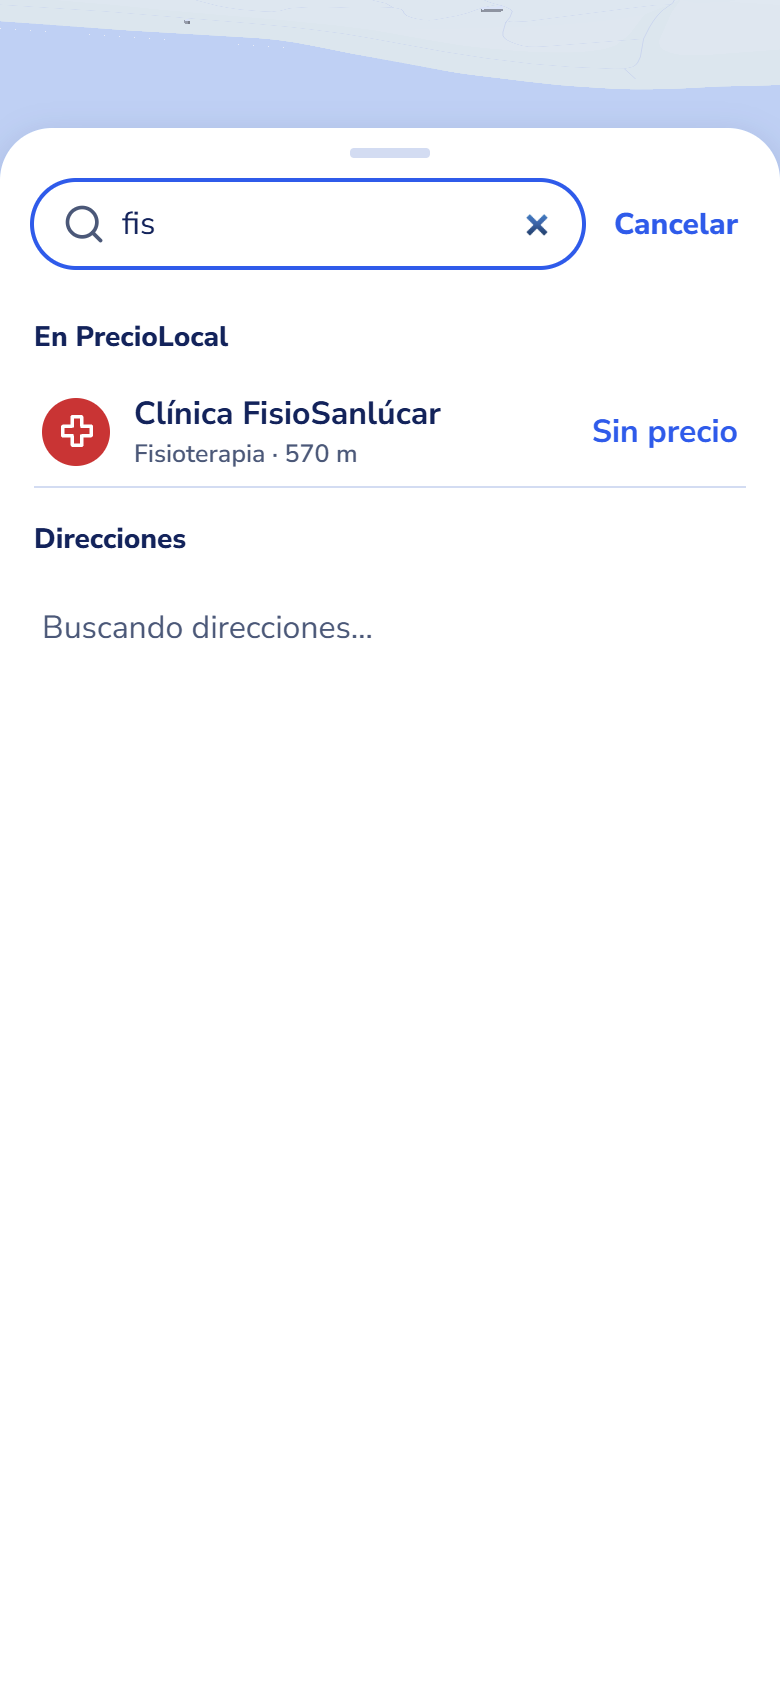 fis
Cancelar
En PrecioLocal
Clínica FisioSanlúcar
Sin precio
Fisioterapia · 570 m
Direcciones
Buscando direcciones...